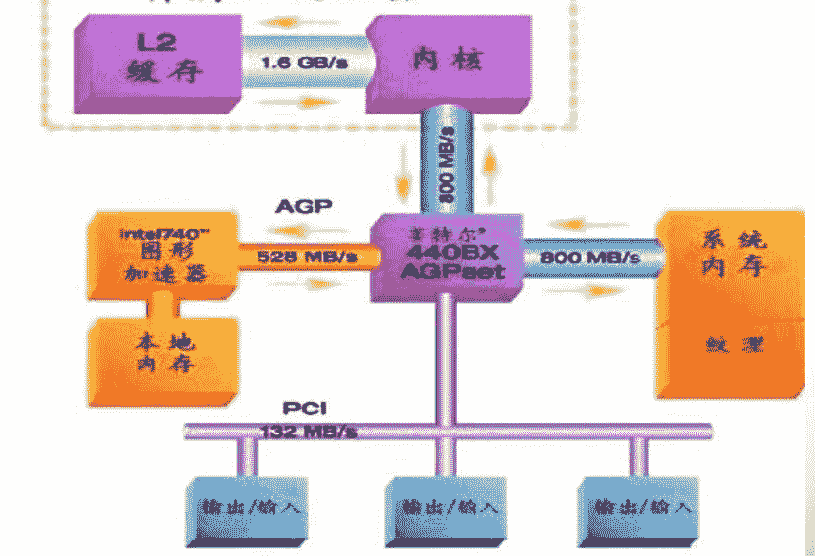 L2
缓存
1.6 GB/s
内核
800 MB/s
AGP
intel740™
图形
加速器
528 MB/s
英特尔®
440BX
AGPset
800 MB/s
系统
内存
纹理
本地
内存
PCI
132 MB/s
输出/输入
输出/输入
输出/输入